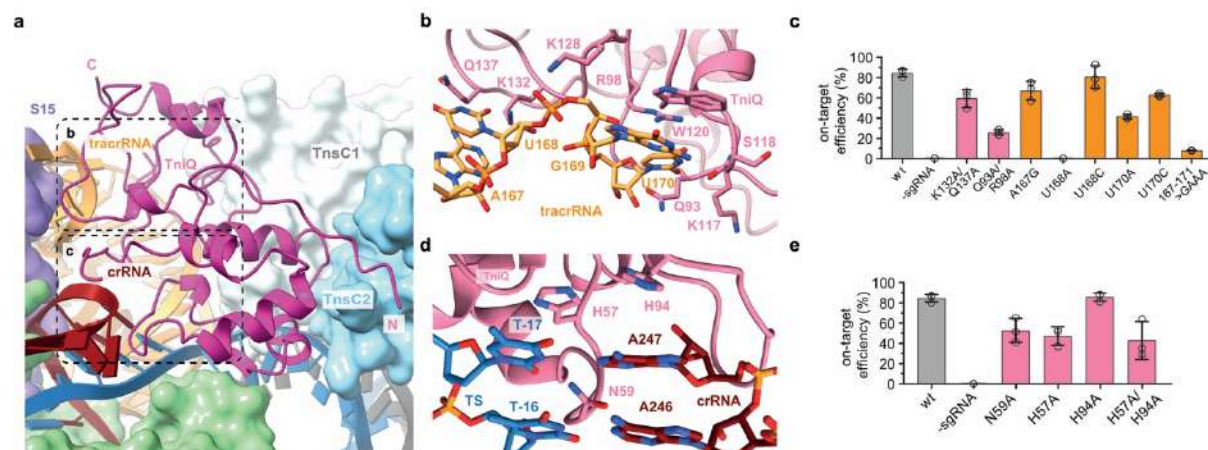 a
C
S15
b
tracrRNA
TniQ
TnsC1
c
crRNA
TnsC2
N
b
K128
Q137
K132
R98
TniQ
U168
W120
S118
G169
A167
U170
Q93
tracrRNA
K117
d
TniQ
H94
T-17
H57
A247
N59
TS
T-16
crRNA
A246
c
on-target
efficiency (%)
100
80
60
40
20
0
wt
-sgRNA
K132A/
Q137A
Q93A/
R98A
A167G
U168A
U168C
U170A
U170C
167-171
>GAAA
e
on-target
efficiency (%)
100
80
60
40
20
0
wt
-sgRNA
N59A
H57A
H94A
H57A/
H94A